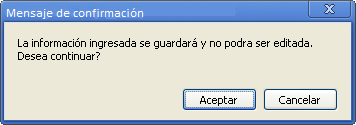 Mensaje de confirmación
La información ingresada se guardará y no podra ser editada.
Desea continuar?
Aceptar Cancelar